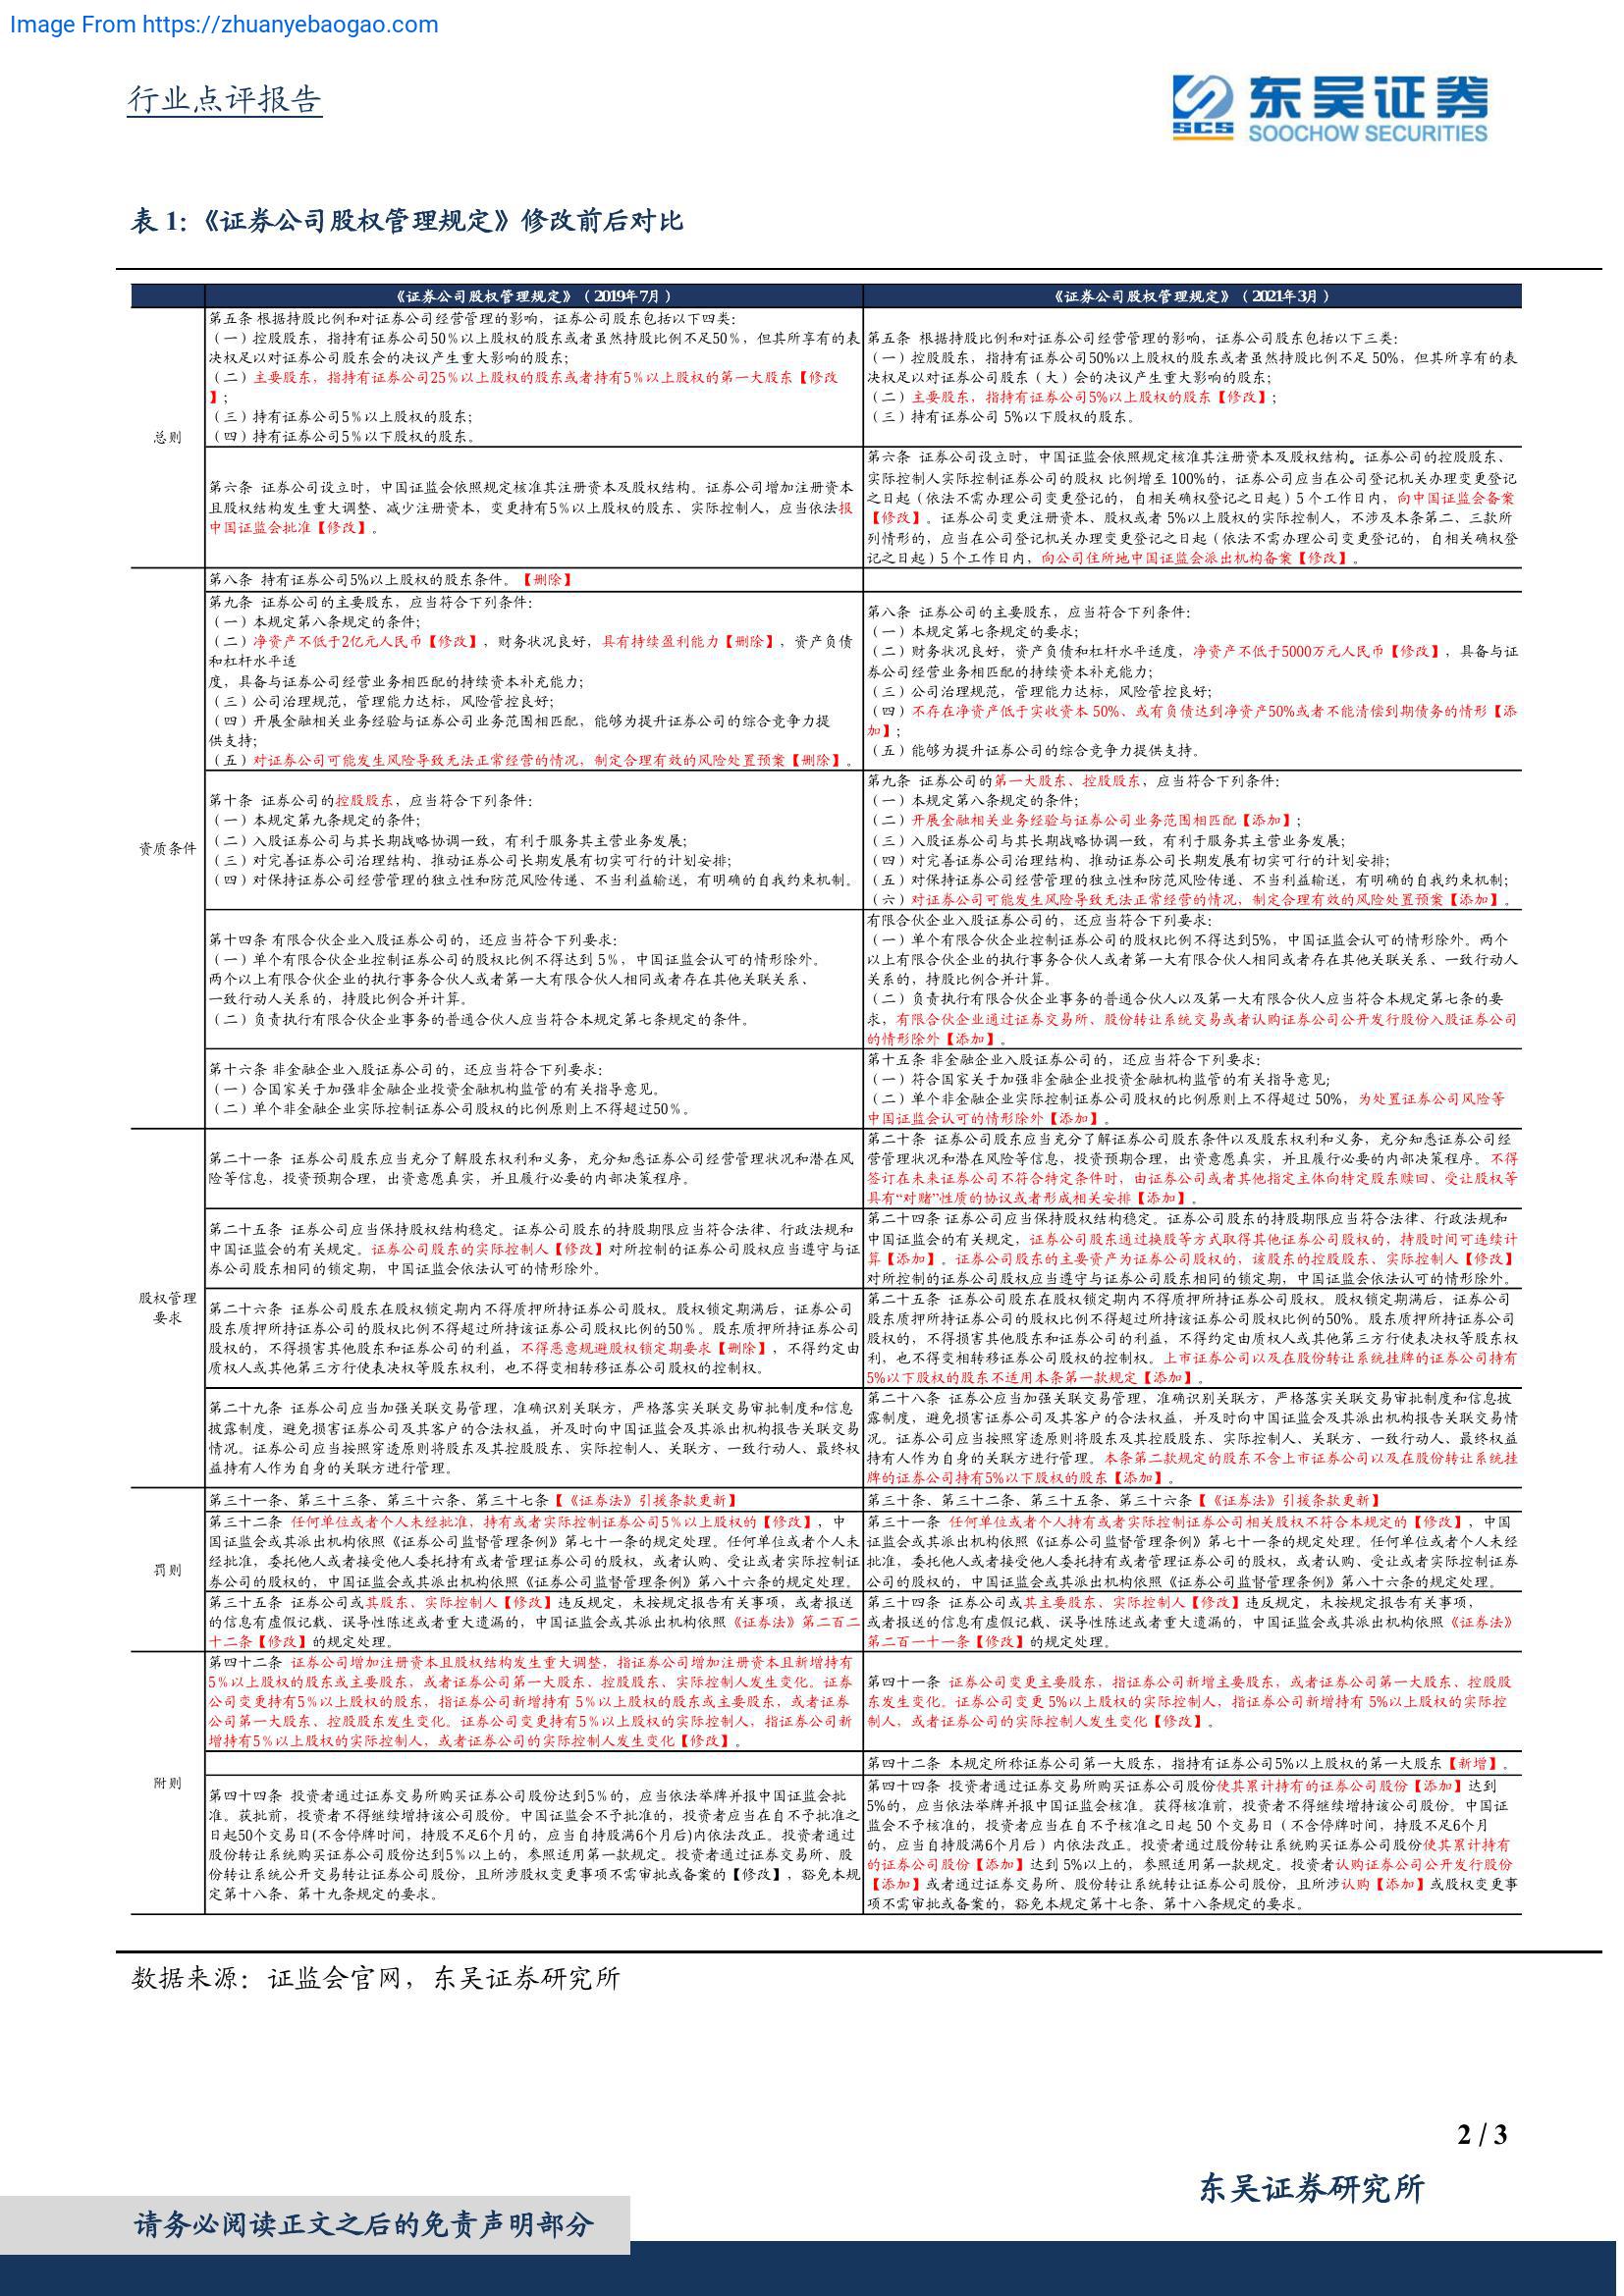 Image From https://zhuanyebaogao.com
行业点评报告
SCS
东吴证券
SOOCHOW SECURITIES
表 1:《证券公司股权管理规定》修改前后对比
《证券公司股权管理规定》（2019年7月）
《证券公司股权管理规定》（2021年3月）
总则
第五条 根据持股比例和对证券公司经营管理的影响，证券公司股东包括以下四类：
（一）控股股东，指持有证券公司50%以上股权的股东或者虽然持股比例不足50%，但其所享有的表
决权足以对证券公司股东会的决议产生重大影响的股东；
（二）主要股东，指持有证券公司25%以上股权的股东或者持有5%以上股权的第一大股东【修改
】；
（三）持有证券公司5%以上股权的股东；
（四）持有证券公司5%以下股权的股东。
第五条 根据持股比例和对证券公司经营管理的影响，证券公司股东包括以下三类：
（一）控股股东，指持有证券公司50%以上股权的股东或者虽然持股比例不足 50%，但其所享有的表
决权足以对证券公司股东（大）会的决议产生重大影响的股东；
（二）主要股东，指持有证券公司5%以上股权的股东【修改】；
（三）持有证券公司 5%以下股权的股东。
第六条 证券公司设立时，中国证监会依照规定核准其注册资本及股权结构。证券公司增加注册资本
且股权结构发生重大调整、减少注册资本，变更持有5%以上股权的股东、实际控制人，应当依法报
中国证监会批准【修改】。
第六条 证券公司设立时，中国证监会依照规定核准其注册资本及股权结构。证券公司的控股股东、
实际控制人实际控制证券公司的股权 比例增至 100%的，证券公司应当在公司登记机关办理变更登记
之日起（依法不需办理公司变更登记的，自相关确权登记之日起）5 个工作日内，向中国证监会备案
【修改】。证券公司变更注册资本、股权或者 5%以上股权的实际控制人，不涉及本条第二、三款所
列情形的，应当在公司登记机关办理变更登记之日起（依法不需办理公司变更登记的，自相关确权登
记之日起）5 个工作日内，向公司住所地中国证监会派出机构备案【修改】。
资质条件
第八条 持有证券公司5%以上股权的股东条件。【删除】
第九条 证券公司的主要股东，应当符合下列条件：
（一）本规定第八条规定的条件；
（二）净资产不低于2亿元人民币【修改】，财务状况良好，具有持续盈利能力【删除】，资产负债
和杠杆水平适
度，具备与证券公司经营业务相匹配的持续资本补充能力；
（三）公司治理规范，管理能力达标，风险管控良好；
（四）开展金融相关业务经验与证券公司业务范围相匹配，能够为提升证券公司的综合竞争力提
供支持；
（五）对证券公司可能发生风险导致无法正常经营的情况，制定合理有效的风险处置预案【删除】。
第八条 证券公司的主要股东，应当符合下列条件：
（一）本规定第七条规定的要求；
（二）财务状况良好，资产负债和杠杆水平适度，净资产不低于5000万元人民币【修改】，具备与证
券公司经营业务相匹配的持续资本补充能力；
（三）公司治理规范，管理能力达标，风险管控良好；
（四）不存在净资产低于实收资本 50%、或有负债达到净资产50%或者不能清偿到期债务的情形【添
加】；
（五）能够为提升证券公司的综合竞争力提供支持。
第十条 证券公司的控股股东，应当符合下列条件：
（一）本规定第九条规定的条件；
（二）入股证券公司与其长期战略协调一致，有利于服务其主营业务发展；
（三）对完善证券公司治理结构、推动证券公司长期发展有切实可行的计划安排；
（四）对保持证券公司经营管理的独立性和防范风险传递、不当利益输送，有明确的自我约束机制。
第九条 证券公司的第一大股东、控股股东，应当符合下列条件：
（一）本规定第八条规定的条件；
（二）开展金融相关业务经验与证券公司业务范围相匹配【添加】；
（三）入股证券公司与其长期战略协调一致，有利于服务其主营业务发展；
（四）对完善证券公司治理结构、推动证券公司长期发展有切实可行的计划安排；
（五）对保持证券公司经营管理的独立性和防范风险传递、不当利益输送，有明确的自我约束机制；
（六）对证券公司可能发生风险导致无法正常经营的情况，制定合理有效的风险处置预案【添加】。
第十四条 有限合伙企业入股证券公司的，还应当符合下列要求：
（一）单个有限合伙企业控制证券公司的股权比例不得达到 5%，中国证监会认可的情形除外。
两个以上有限合伙企业的执行事务合伙人或者第一大有限合伙人相同或者存在其他关联关系、
一致行动人关系的，持股比例合并计算。
（二）负责执行有限合伙企业事务的普通合伙人应当符合本规定第七条规定的条件。
有限合伙企业入股证券公司的，还应当符合下列要求：
（一）单个有限合伙企业控制证券公司的股权比例不得达到5%，中国证监会认可的情形除外。两个
以上有限合伙企业的执行事务合伙人或者第一大有限合伙人相同或者存在其他关联关系、一致行动人
关系的，持股比例合并计算。
（二）负责执行有限合伙企业事务的普通合伙人以及第一大有限合伙人应当符合本规定第七条的要
求，有限合伙企业通过证券交易所、股份转让系统交易或者认购证券公司公开发行股份入股证券公司
的情形除外【添加】。
第十六条 非金融企业入股证券公司的，还应当符合下列要求：
（一）合国家关于加强非金融企业投资金融机构监管的有关指导意见。
（二）单个非金融企业实际控制证券公司股权的比例原则上不得超过50%。
第十五条 非金融企业入股证券公司的，还应当符合下列要求：
（一）符合国家关于加强非金融企业投资金融机构监管的有关指导意见；
（二）单个非金融企业实际控制证券公司股权的比例原则上不得超过 50%，为处置证券公司风险等
中国证监会认可的情形除外【添加】。
股权管理
要求
第二十一条 证券公司股东应当充分了解股东权利和义务，充分知悉证券公司经营管理状况和潜在风
险等信息，投资预期合理，出资意愿真实，并且履行必要的内部决策程序。
第二十条 证券公司股东应当充分了解证券公司股东条件以及股东权利和义务，充分知悉证券公司经
营管理状况和潜在风险等信息，投资预期合理，出资意愿真实，并且履行必要的内部决策程序。不得
签订在未来证券公司不符合特定条件时，由证券公司或者其他指定主体向特定股东赎回、受让股权等
具有“对赌”性质的协议或者形成相关安排【添加】。
第二十五条 证券公司应当保持股权结构稳定。证券公司股东的持股期限应当符合法律、行政法规和
中国证监会的有关规定。证券公司股东的实际控制人【修改】对所控制的证券公司股权应当遵守与证
券公司股东相同的锁定期，中国证监会依法认可的情形除外。
第二十四条 证券公司应当保持股权结构稳定。证券公司股东的持股期限应当符合法律、行政法规和
中国证监会的有关规定，证券公司股东通过换股等方式取得其他证券公司股权的，持股时间可连续计
算【添加】。证券公司股东的主要资产为证券公司股权的，该股东的控股股东、实际控制人【修改】
对所控制的证券公司股权应当遵守与证券公司股东相同的锁定期，中国证监会依法认可的情形除外。
第二十六条 证券公司股东在股权锁定期内不得质押所持证券公司股权。股权锁定期满后，证券公司
股东质押所持证券公司的股权比例不得超过所持该证券公司股权比例的50%。股东质押所持证券公司
股权的，不得损害其他股东和证券公司的利益，不得恶意规避股权锁定期要求【删除】，不得约定由
质权人或其他第三方行使表决权等股东权利，也不得变相转移证券公司股权的控制权。
第二十五条 证券公司股东在股权锁定期内不得质押所持证券公司股权。股权锁定期满后，证券公司
股东质押所持证券公司的股权比例不得超过所持该证券公司股权比例的50%。股东质押所持证券公司
股权的，不得损害其他股东和证券公司的利益，不得约定由质权人或其他第三方行使表决权等股东权
利，也不得变相转移证券公司股权的控制权。上市证券公司以及在股份转让系统挂牌的证券公司持有
5%以下股权的股东不适用本条第一款规定【添加】。
第二十九条 证券公司应当加强关联交易管理，准确识别关联方，严格落实关联交易审批制度和信息
披露制度，避免损害证券公司及其客户的合法权益，并及时向中国证监会及其派出机构报告关联交易
情况。证券公司应当按照穿透原则将股东及其控股股东、实际控制人、关联方、一致行动人、最终权
益持有人作为自身的关联方进行管理。
第二十八条 证券公应当加强关联交易管理，准确识别关联方，严格落实关联交易审批制度和信息披
露制度，避免损害证券公司及其客户的合法权益，并及时向中国证监会及其派出机构报告关联交易情
况。证券公司应当按照穿透原则将股东及其控股股东、实际控制人、关联方、一致行动人、最终权益
持有人作为自身的关联方进行管理。本条第二款规定的股东不含上市证券公司以及在股份转让系统挂
牌的证券公司持有5%以下股权的股东【添加】。
罚则
第三十一条、第三十三条、第三十六条、第三十七条【《证券法》引援条款更新】
第三十条、第三十二条、第三十五条、第三十六条【《证券法》引援条款更新】
第三十二条 任何单位或者个人未经批准，持有或者实际控制证券公司5%以上股权的【修改】，中
国证监会或其派出机构依照《证券公司监督管理条例》第七十一条的规定处理。任何单位或者个人未
经批准，委托他人或者接受他人委托持有或者管理证券公司的股权，或者认购、受让或者实际控制证
券公司的股权的，中国证监会或其派出机构依照《证券公司监督管理条例》第八十六条的规定处理。
第三十一条 任何单位或者个人持有或者实际控制证券公司相关股权不符合本规定的【修改】，中国
证监会或其派出机构依照《证券公司监督管理条例》第七十一条的规定处理。任何单位或者个人未经
批准，委托他人或者接受他人委托持有或者管理证券公司的股权，或者认购、受让或者实际控制证券
公司的股权的，中国证监会或其派出机构依照《证券公司监督管理条例》第八十六条的规定处理。
第三十五条 证券公司或其股东、实际控制人【修改】违反规定，未按规定报告有关事项，或者报送
的信息有虚假记载、误导性陈述或者重大遗漏的，中国证监会或其派出机构依照《证券法》第二百二
十二条【修改】的规定处理。
第三十四条 证券公司或其主要股东、实际控制人【修改】违反规定，未按规定报告有关事项，
或者报送的信息有虚假记载、误导性陈述或者重大遗漏的，中国证监会或其派出机构依照《证券法》
第二百一十一条【修改】的规定处理。
附则
第四十二条 证券公司增加注册资本且股权结构发生重大调整，指证券公司增加注册资本且新增持有
5%以上股权的股东或主要股东，或者证券公司第一大股东、控股股东、实际控制人发生变化。证券
公司变更持有5%以上股权的股东，指证券公司新增持有 5%以上股权的股东或主要股东，或者证券
公司第一大股东、控股股东发生变化。证券公司变更持有5%以上股权的实际控制人，指证券公司新
增持有5%以上股权的实际控制人，或者证券公司的实际控制人发生变化【修改】。
第四十一条 证券公司变更主要股东，指证券公司新增主要股东，或者证券公司第一大股东、控股股
东发生变化。证券公司变更 5%以上股权的实际控制人，指证券公司新增持有 5%以上股权的实际控
制人，或者证券公司的实际控制人发生变化【修改】。
第四十二条 本规定所称证券公司第一大股东，指持有证券公司5%以上股权的第一大股东【新增】。
第四十四条 投资者通过证券交易所购买证券公司股份达到5%的，应当依法举牌并报中国证监会批
准。获批前，投资者不得继续增持该公司股份。中国证监会不予批准的，投资者应当在自不予批准之
日起50个交易日(不含停牌时间，持股不足6个月的，应当自持股满6个月后)内依法改正。投资者通过
股份转让系统购买证券公司股份达到5%以上的，参照适用第一款规定。投资者通过证券交易所、股
份转让系统公开交易转让证券公司股份，且所涉股权变更事项不需审批或备案的【修改】，豁免本规
定第十八条、第十九条规定的要求。
第四十四条 投资者通过证券交易所购买证券公司股份使其累计持有的证券公司股份【添加】达到
5%的，应当依法举牌并报中国证监会核准。获得核准前，投资者不得继续增持该公司股份。中国证
监会不予核准的，投资者应当在自不予核准之日起 50 个交易日（不含停牌时间，持股不足6个月
的，应当自持股满6个月后）内依法改正。投资者通过股份转让系统购买证券公司股份使其累计持有
的证券公司股份【添加】达到 5%以上的，参照适用第一款规定。投资者认购证券公司公开发行股份
【添加】或者通过证券交易所、股份转让系统转让证券公司股份，且所涉认购【添加】或股权变更事
项不需审批或备案的，豁免本规定第十七条、第十八条规定的要求。
数据来源：证监会官网，东吴证券研究所
2 / 3
东吴证券研究所
请务必阅读正文之后的免责声明部分